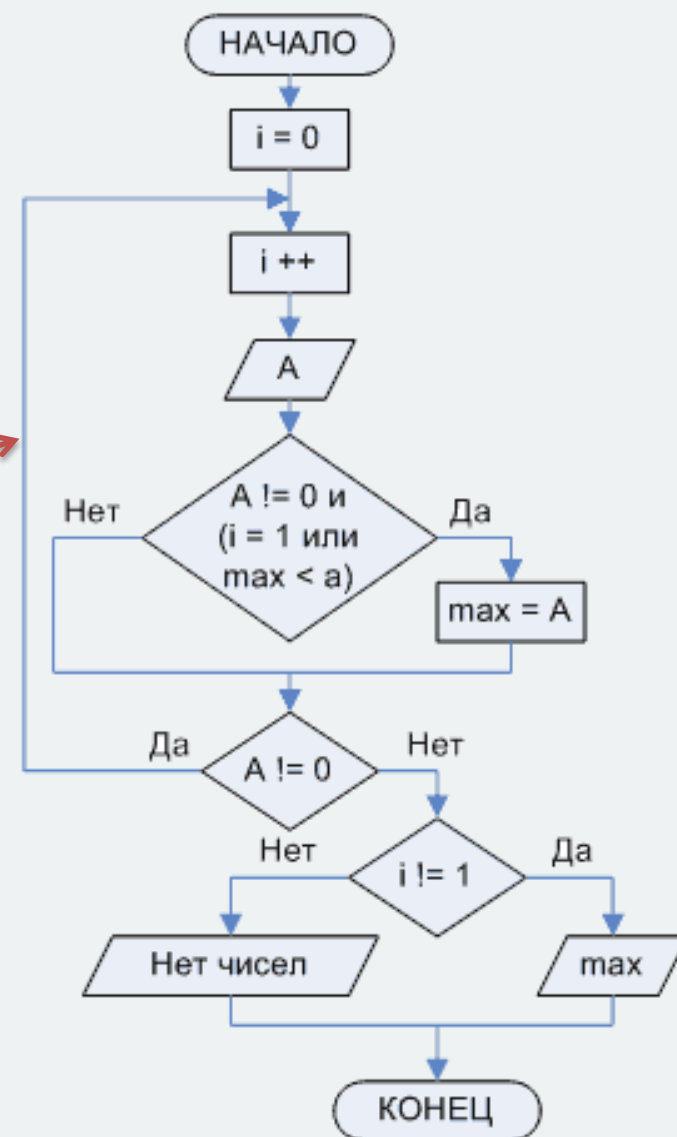 НАЧАЛО
i = 0
i ++
A
A != 0 и
(i = 1 или
max < a)
Нет
Да
max = A
A != 0
Да
Нет
i != 1
Нет
Да
Нет чисел
max
КОНЕЦ